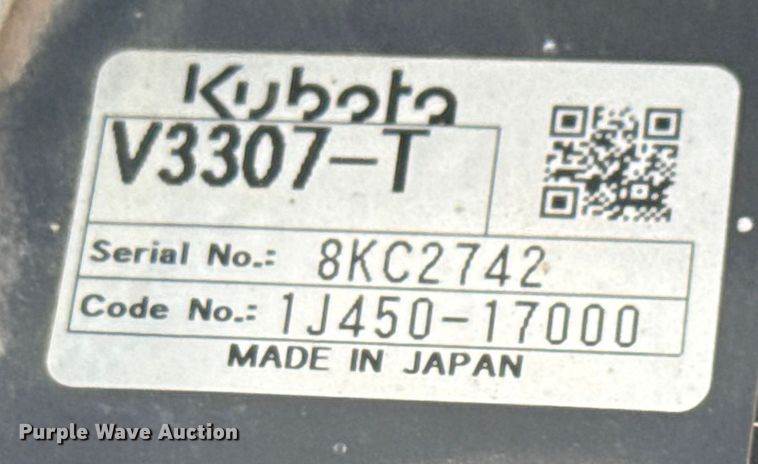 Kubota
V3307-T
Serial No.: 8KC2742
Code No.: 1J450-17000
MADE IN JAPAN
Purple Wave Auction